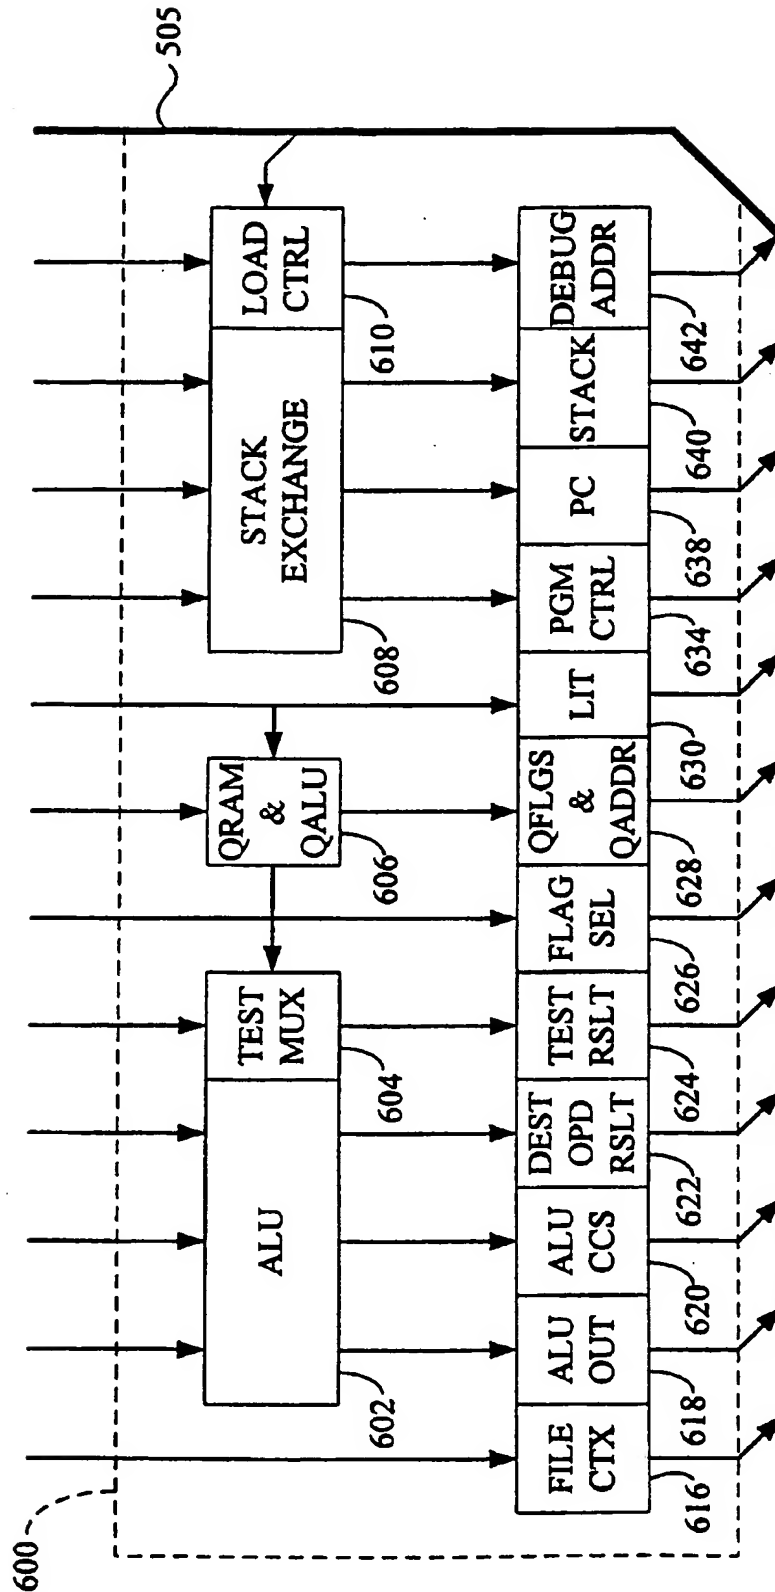 600
505
ALU
TEST
MUX
QRAM
&
QALU
STACK
EXCHANGE
LOAD
CTRL
602
604
606
608
610
FILE
CTX
ALU
OUT
ALU
CCS
DEST
OPD
RSLT
TEST
RSLT
FLAG
SEL
QFLGS
&
QADDR
LIT
PGM
CTRL
PC
STACK
DEBUG
ADDR
616
618
620
622
624
626
628
630
634
638
640
642